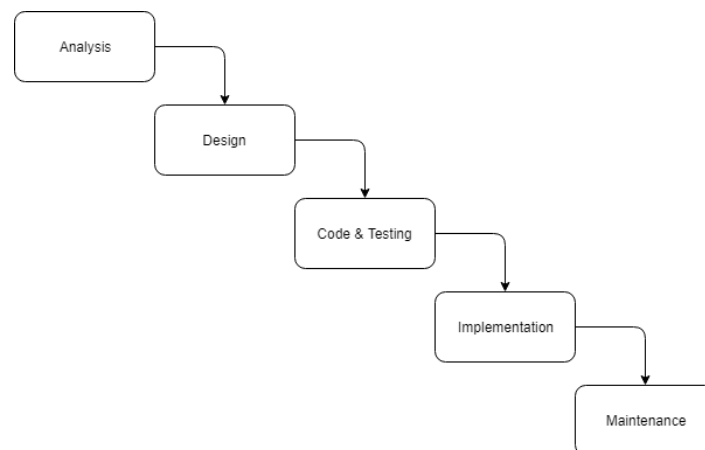 Analysis
Design
Code & Testing
Implementation
Maintenance